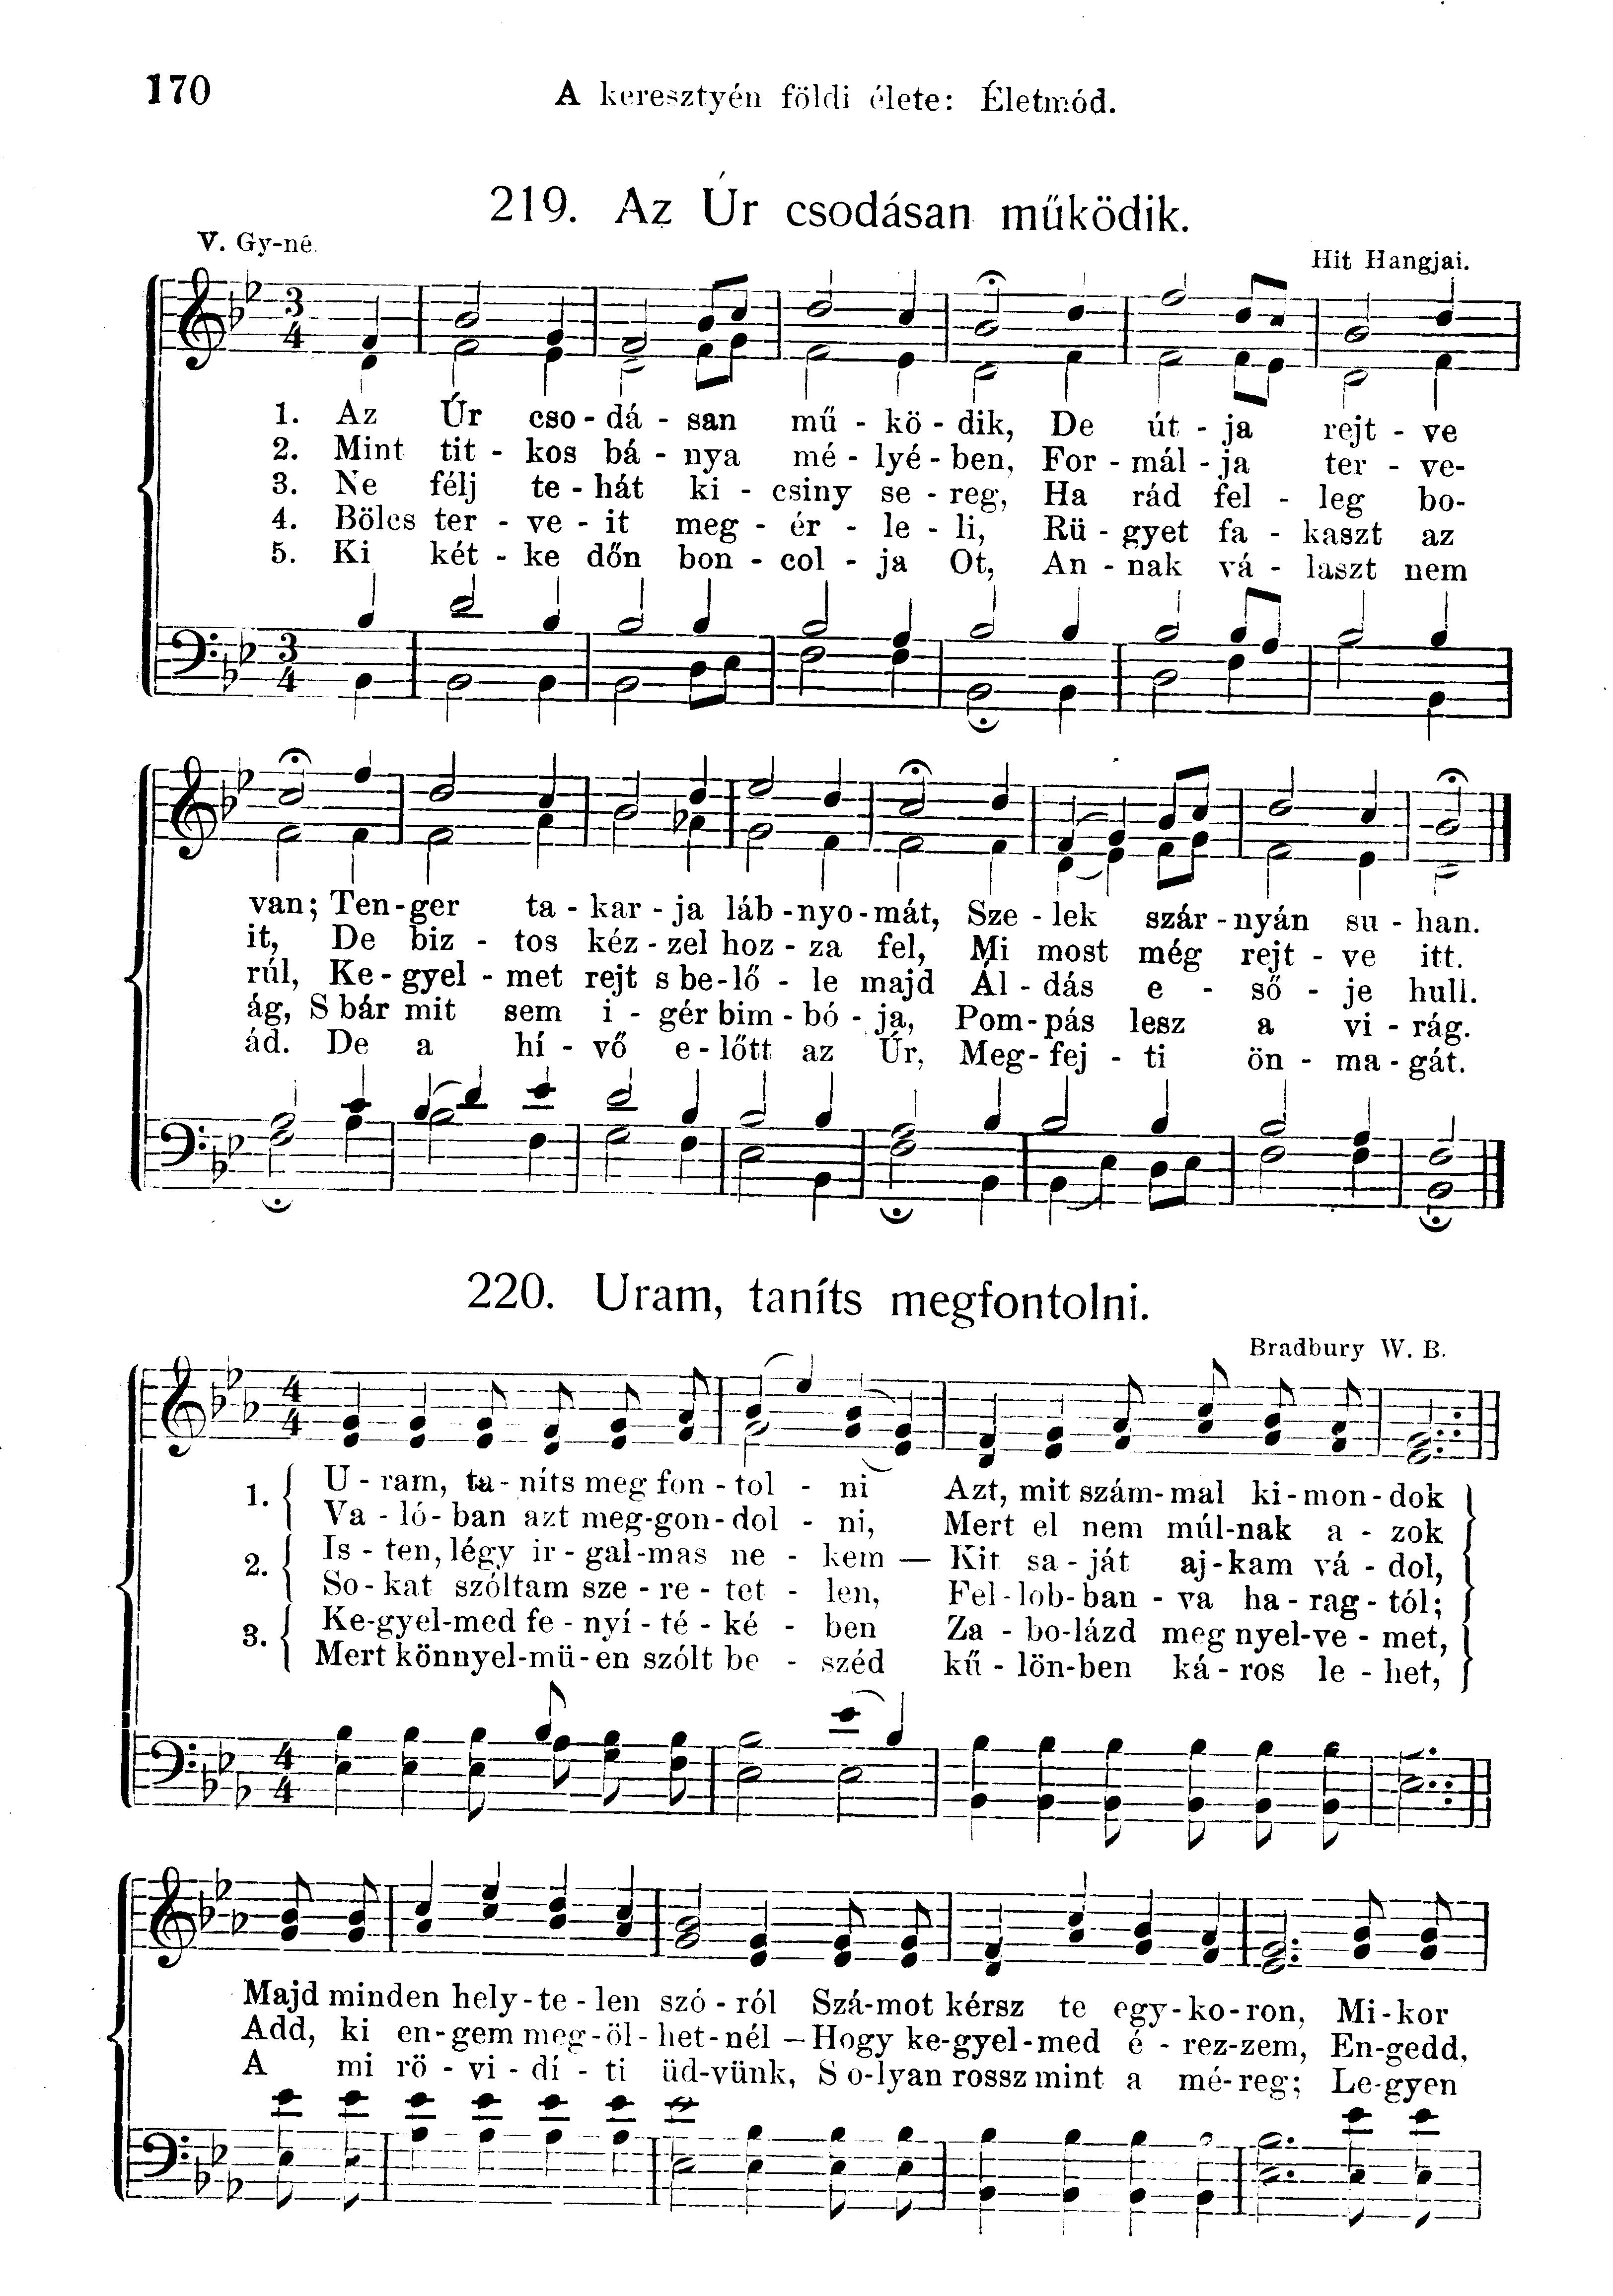 170
A keresztyén földi élete: Életmód.
219. Az Úr csodásan működik.
V. Gy-né.
Hit Hangjai.
3
4
1. Az Úr cso - dá - san mű - kö - dik, De út - ja rejt - ve
2. Mint tit - kos bá - nya mé - lyé - ben, For - mál - ja ter - ve-
3. Ne félj te - hát ki - csiny se - reg, Ha rád fel - leg bo-
4. Bölcs ter - ve - it meg - ér - le - li, Rü - gyet fa - kaszt az
5. Ki két - ke dőn bon - col - ja Ot, An - nak vá - laszt nem
3
4
van; Ten-ger ta - kar - ja láb - nyo - mát, Sze - lek szár - nyán su - han.
it, De biz - tos kéz - zel hoz - za fel, Mi most még rejt - ve itt.
rúl, Ke - gyel - met rejt s be - lő - le majd Ál - dás e - ső - je hull.
ág, S bár mit sem i - gér bim - bó - ja, Pom - pás lesz a vi - rág.
ád. De a hí - vő e - lőtt az Úr, Meg - fej - ti ön - ma - gát.
220. Uram, taníts megfontolni.
Bradbury W. B.
4
4
1. U - ram, ta - níts meg fon - tol - ni Azt, mit szám - mal ki - mon - dok
Va - ló - ban azt meg-gon - dol - ni, Mert el nem múl-nak a - zok
2. Is - ten, légy ir - gal - mas ne - kem — Kit sa - ját aj - kam vá - dol,
So - kat szóltam sze - re - tet - len, Fel - lob - ban - va ha - rag - tól;
3. Ke-gyel-med fe - nyí - té - ké - ben Za - bo-lázd meg nyel-ve - met,
Mert könnyel-mü-en szólt be - széd kű - lön-ben ká - ros le - het,
4
4
Majd minden hely - te - len szó - ról Szá-mot kérsz te egy - ko - ron, Mi - kor
Add, ki en - gem meg - öl - het - nél — Hogy ke - gyel - med é - rez-zem, En-gedd,
A mi rö - vi - dí - ti üd-vünk, S o-lyan rossz mint a mé - reg; Le-gyen